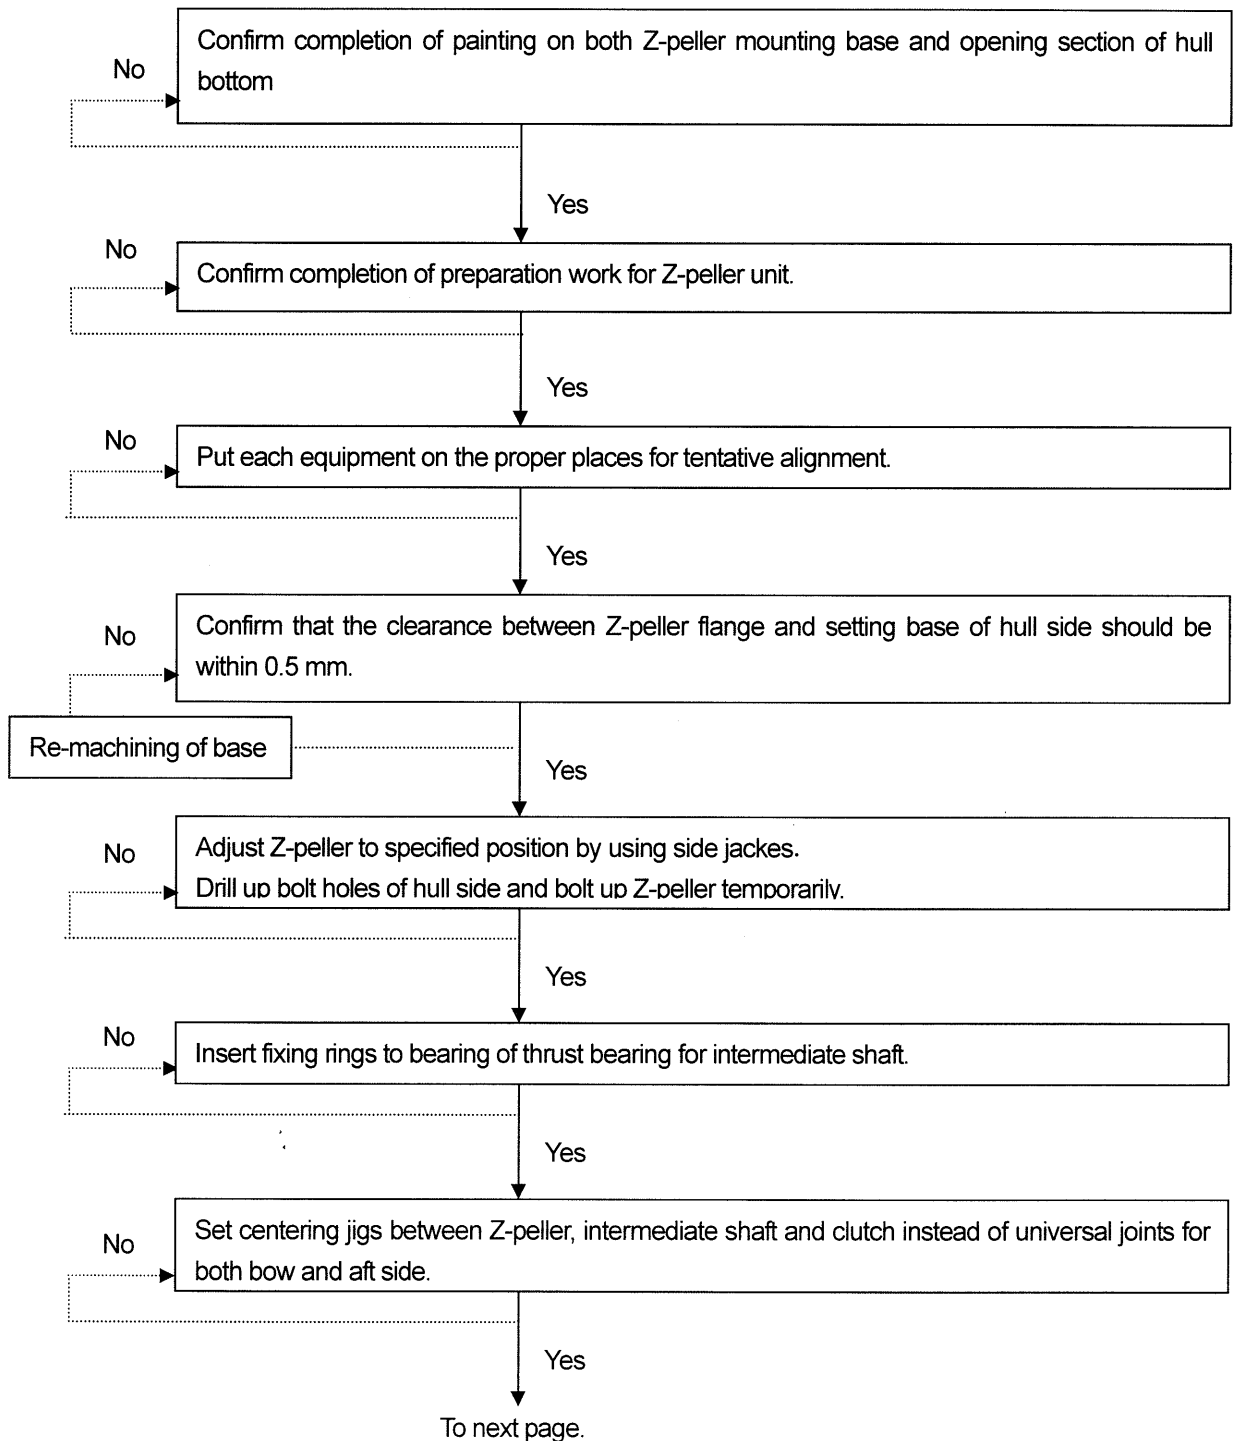 Confirm completion of painting on both Z-peller mounting base and opening section of hull
bottom
No
Yes
No
Confirm completion of preparation work for Z-peller unit.
Yes
No
Put each equipment on the proper places for tentative alignment.
Yes
No
Confirm that the clearance between Z-peller flange and setting base of hull side should be
within 0.5 mm.
Re-machining of base
Yes
No
Adjust Z-peller to specified position by using side jackes.
Drill up bolt holes of hull side and bolt up Z-peller temporarily.
Yes
No
Insert fixing rings to bearing of thrust bearing for intermediate shaft.
Yes
No
Set centering jigs between Z-peller, intermediate shaft and clutch instead of universal joints for
both bow and aft side.
Yes
To next page.